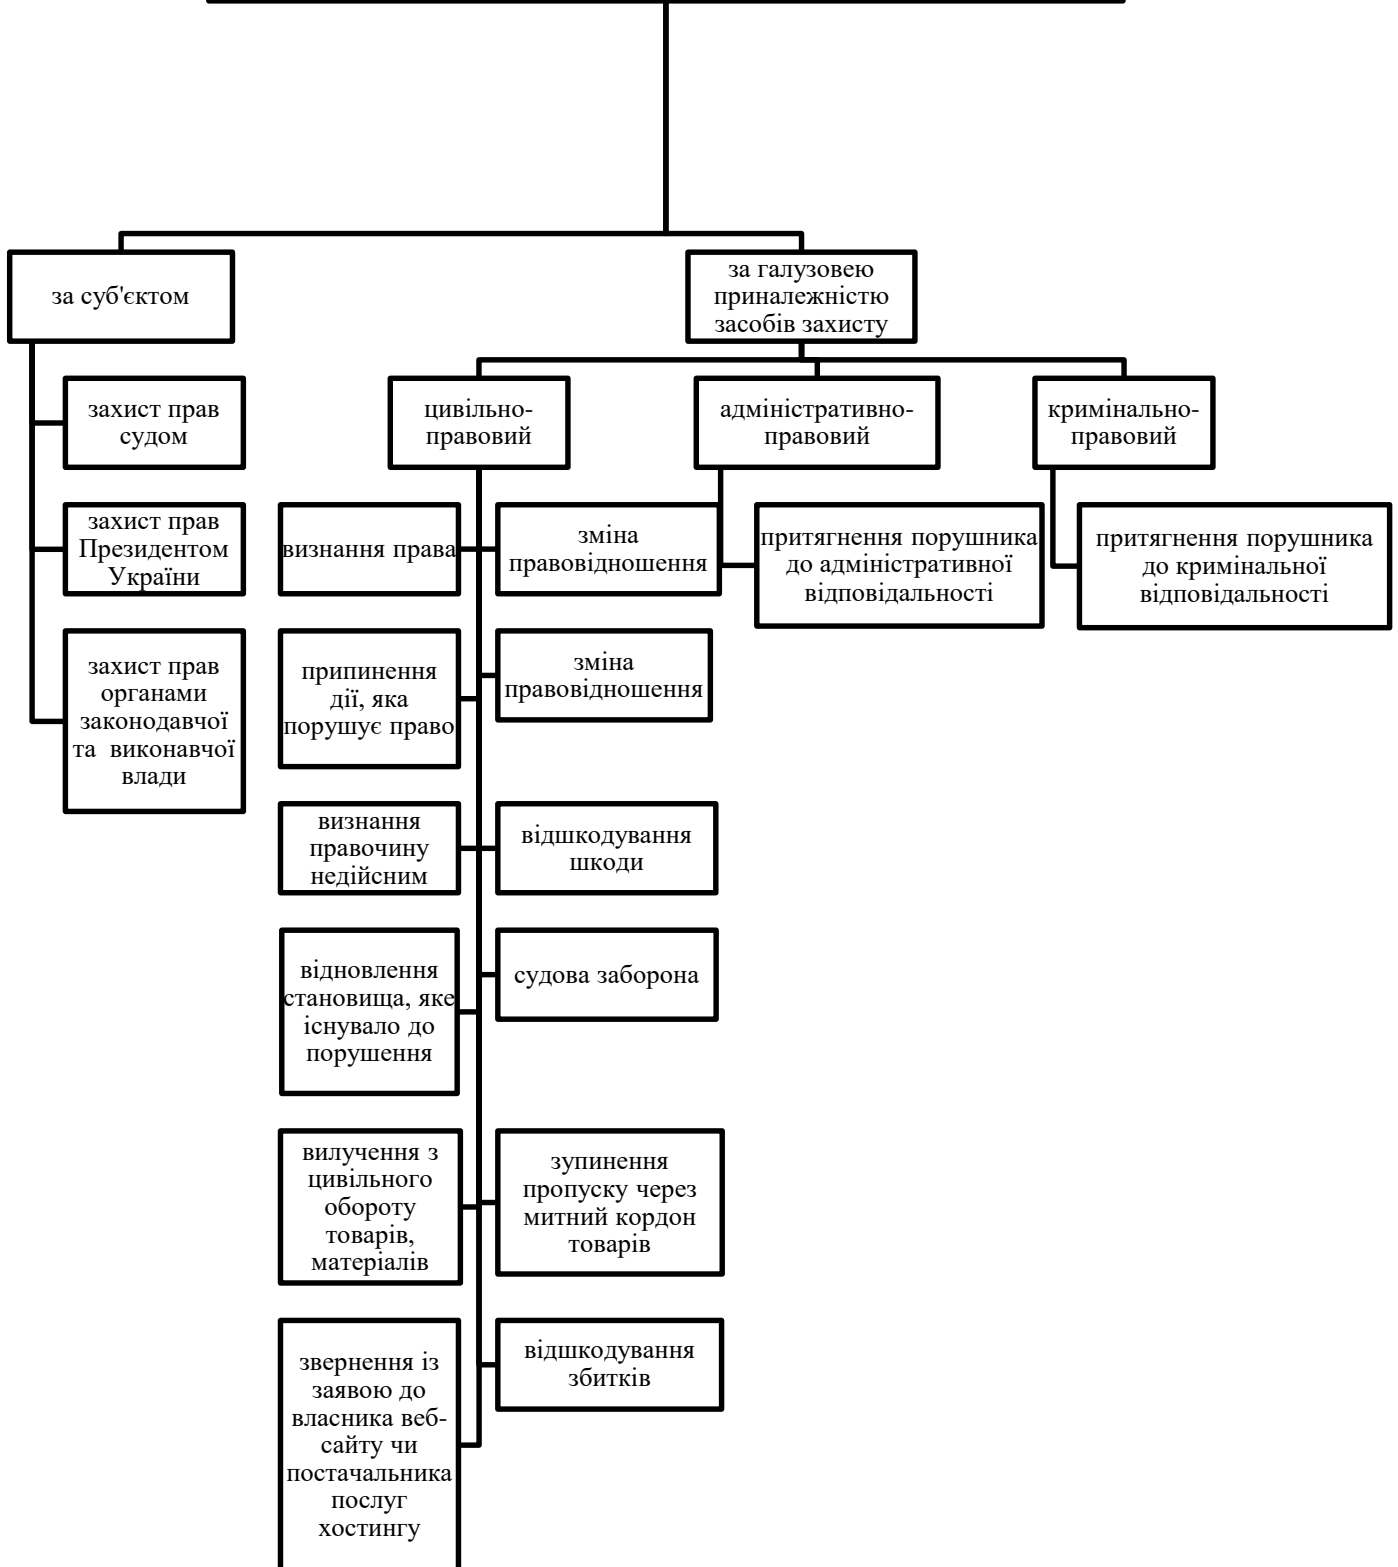 за суб'єктом
за галузовею
приналежністю
засобів захисту
захист прав
судом
захист прав
Президентом
України
захист прав
органами
законодавчої
та виконавчої
влади
цивільно-
правовий
адміністративно-
правовий
кримінально-
правовий
визнання права
зміна
правовідношення
притягнення порушника
до адміністративної
відповідальності
притягнення порушника
до кримінальної
відповідальності
припинення
дії, яка
порушує право
зміна
правовідношення
визнання
правочину
недійсним
відшкодування
шкоди
відновлення
становища, яке
існувало до
порушення
судова заборона
вилучення з
цивільного
обороту
товарів,
матеріалів
зупинення
пропуску через
митний кордон
товарів
звернення із
заявою до
власника веб-
сайту чи
постачальника
послуг
хостингу
відшкодування
збитків